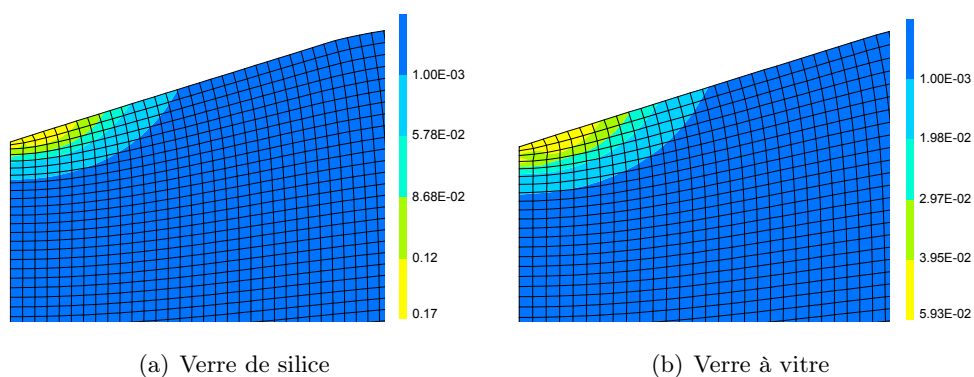 1.00E-03
5.78E-02
8.68E-02
0.12
0.17
1.00E-03
1.98E-02
2.97E-02
3.95E-02
5.93E-02
(a) Verre de silice
(b) Verre à vitre